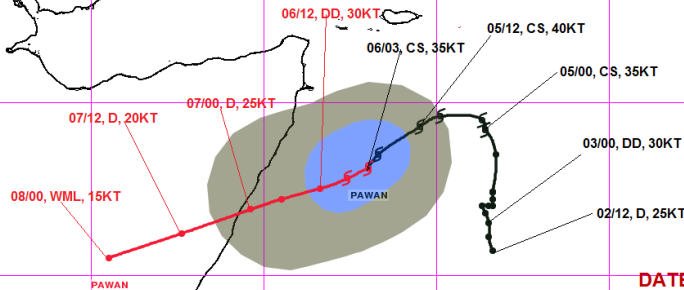 06/12, DD, 30KT
05/12, CS, 40KT
06/03, CS, 35KT
05/00, CS, 35KT
07/00, D, 25KT
07/12, D, 20KT
03/00, DD, 30KT
08/00, WML, 15KT
PAWAN
02/12, D, 25KT
DATE
PAWAN